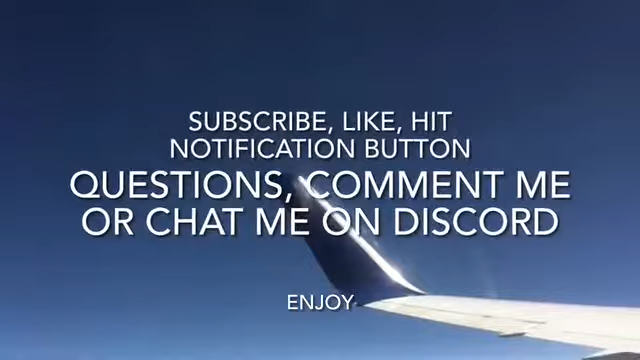 SUBSCRIBE, LIKE, HIT
NOTIFICATION BUTTON
QUESTIONS, COMMENT ME
OR CHAT ME ON DISCORD
ENJOY